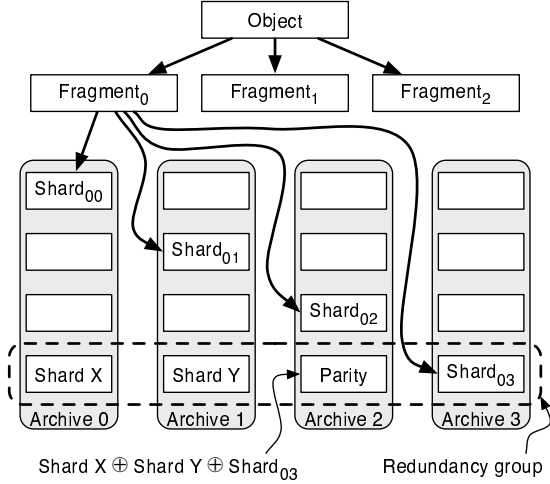 Object
Fragment₀
Fragment₁
Fragment₂
Shard₀₀
Shard₀₁
Shard₀₂
Shard X
Shard Y
Parity
Shard₀₃
Archive 0
Archive 1
Archive 2
Archive 3
Shard X ⊕ Shard Y ⊕ Shard₀₃
Redundancy group